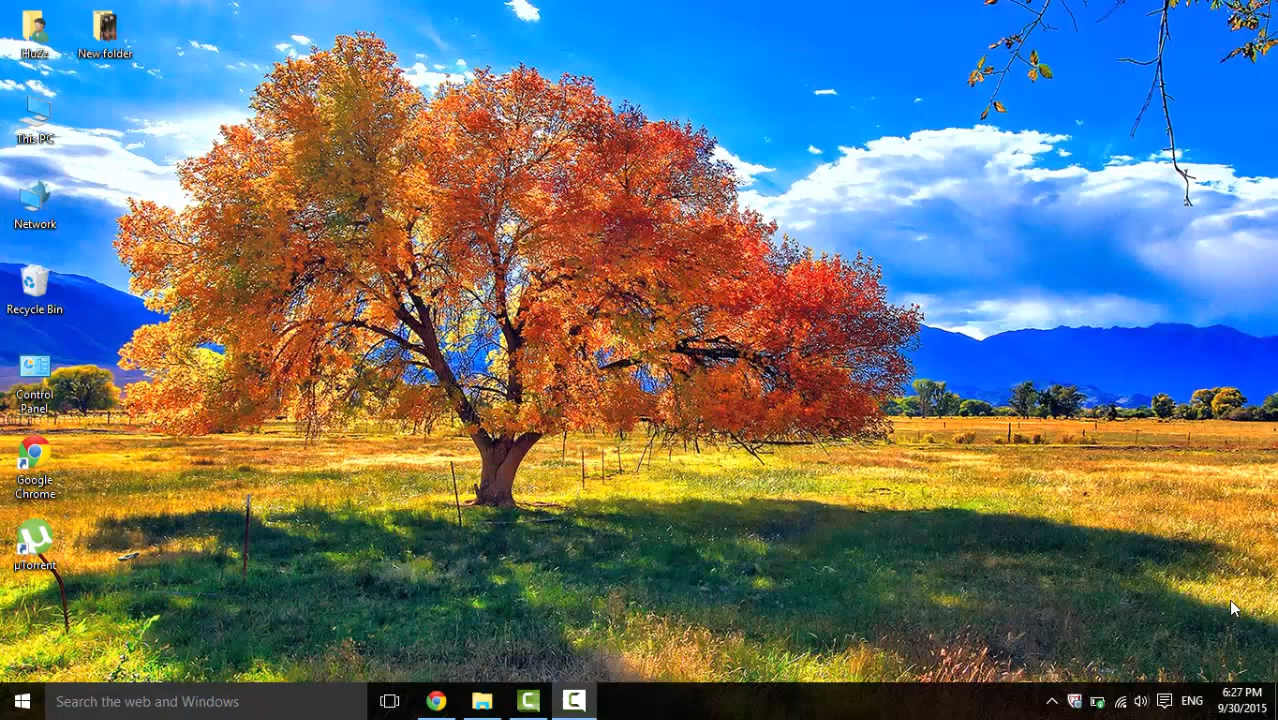 HuZz
New folder
This PC
Network
Recycle Bin
Control
Panel
Google
Chrome
µTorrent
Search the web and Windows
ENG
6:27 PM
9/30/2015